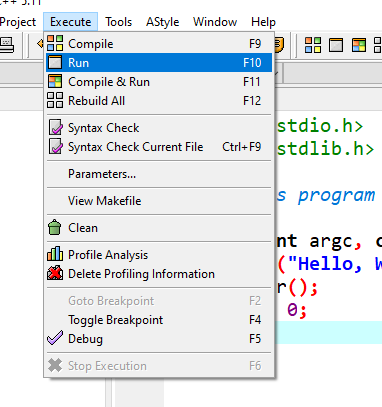 5.11
Project Execute Tools AStyle Window Help
Compile F9
Run F10
Compile & Run F11
Rebuild All F12
Syntax Check
Syntax Check Current File Ctrl+F9
Parameters...
View Makefile
Clean
Profile Analysis
Delete Profiling Information
Goto Breakpoint F2
Toggle Breakpoint F4
Debug F5
Stop Execution F6
stdio.h>
stdlib.h>
s program
nt argc, c
("Hello, W
r();
0;